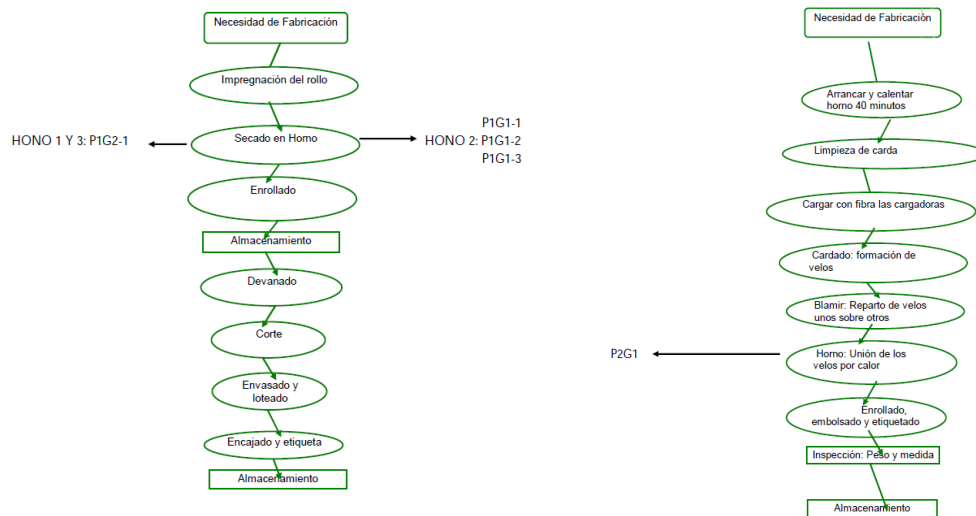 Necesidad de Fabricación
Impregnación del rollo
P1G1-1
HONO 1 Y 3: P1G2-1
Secado en Horno
HONO 2: P1G1-2
P1G1-3
Enrollado
Almacenamiento
Devanado
Corte
Envasado y
loteado
Encajado y etiqueta
Almacenamiento
Necesidad de Fabricación
Arrancar y calentar
horno 40 minutos
Limpieza de carda
Cargar con fibra las cargadoras
Cardado: formación de
velos
Blamir: Reparto de velos
unos sobre otros
P2G1
Horno: Unión de los
velos por calor
Enrollado,
embolsado y etiquetado
Inspección: Peso y medida
Almacenamiento